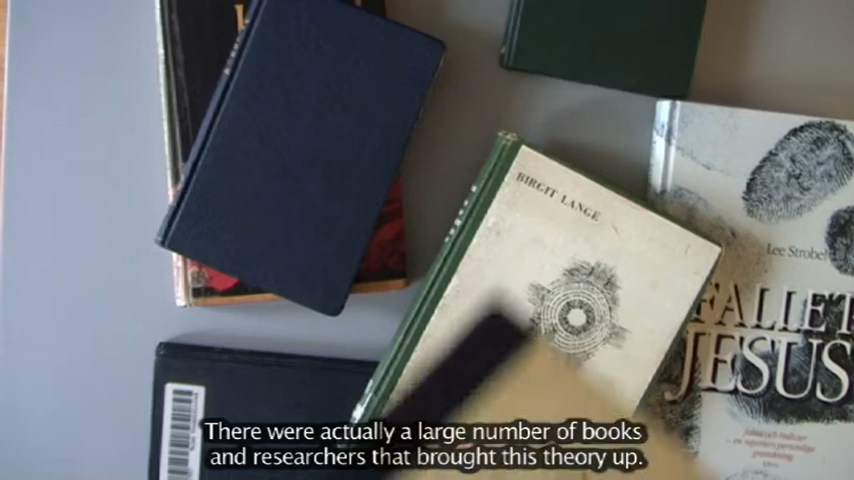 BIRGIT LANGE
Lee Strobel
FALLET
JESUS
There were actually a large number of books
and researchers that brought this theory up.